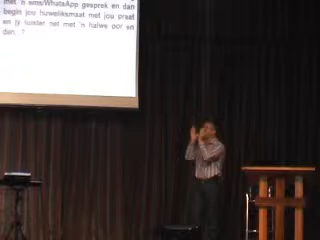 met 'n sms/WhatsApp gesprek en dan
begin jou huweliksmaat met jou praat
en jy luister net met 'n halwe oor en
dan..?